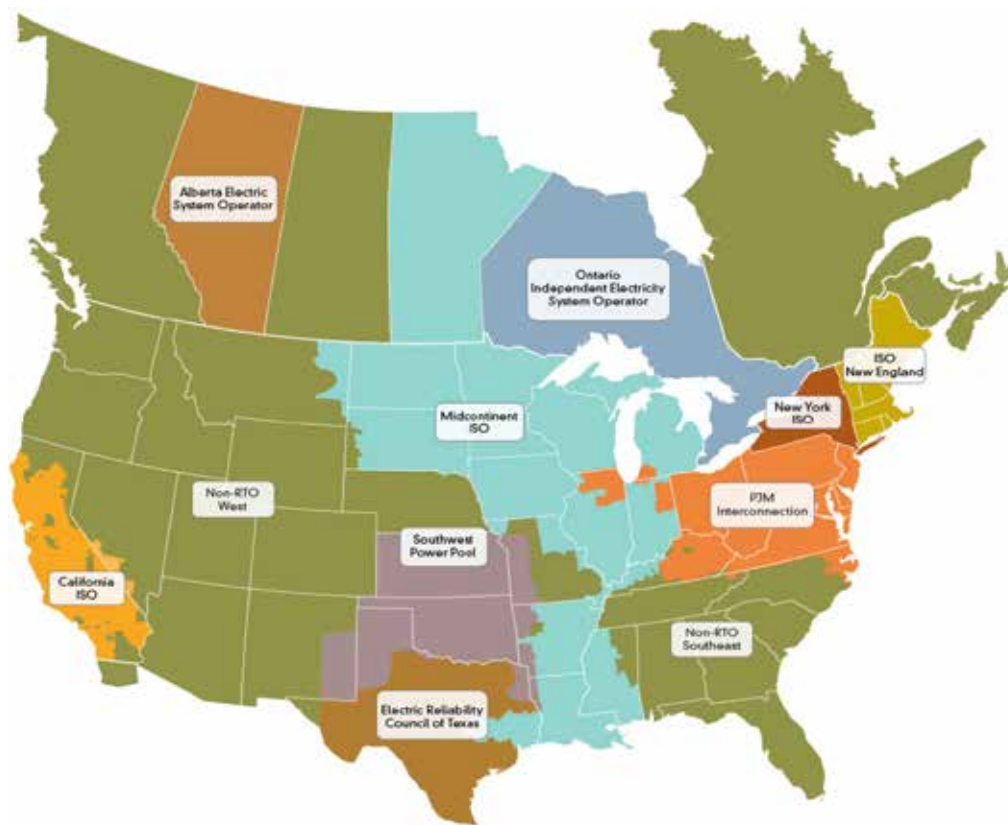 Alberta Electric
System Operator
Ontario
Independent Electricity
System Operator
ISO
New England
New York
ISO
Midcontinent
ISO
PJM
Interconnection
Non-RTO
West
Southwest
Power Pool
California
ISO
Non-RTO
Southeast
Electric Reliability
Council of Texas